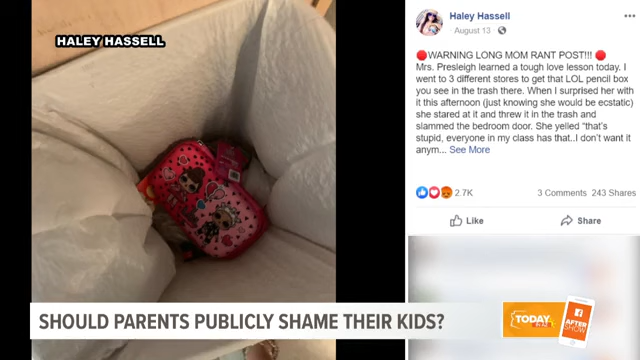 HALEY HASSELL
Haley Hassell
August 13
🛑WARNING LONG MOM RANT POST!!! 🛑
Mrs. Presleigh learned a tough love lesson today. I
went to 3 different stores to get that LOL pencil box
you see in the trash there. When I surprised her with
it this afternoon (just knowing she would be ecstatic)
she stared at it and threw it in the trash and
slammed the bedroom door. She yelled “that's
stupid, everyone in my class has that..I don't want it
anym... See More
2.7K
3 Comments 243 Shares
Like
Share
SHOULD PARENTS PUBLICLY SHAME THEIR KIDS?
TODAY
AFTER
SHOW